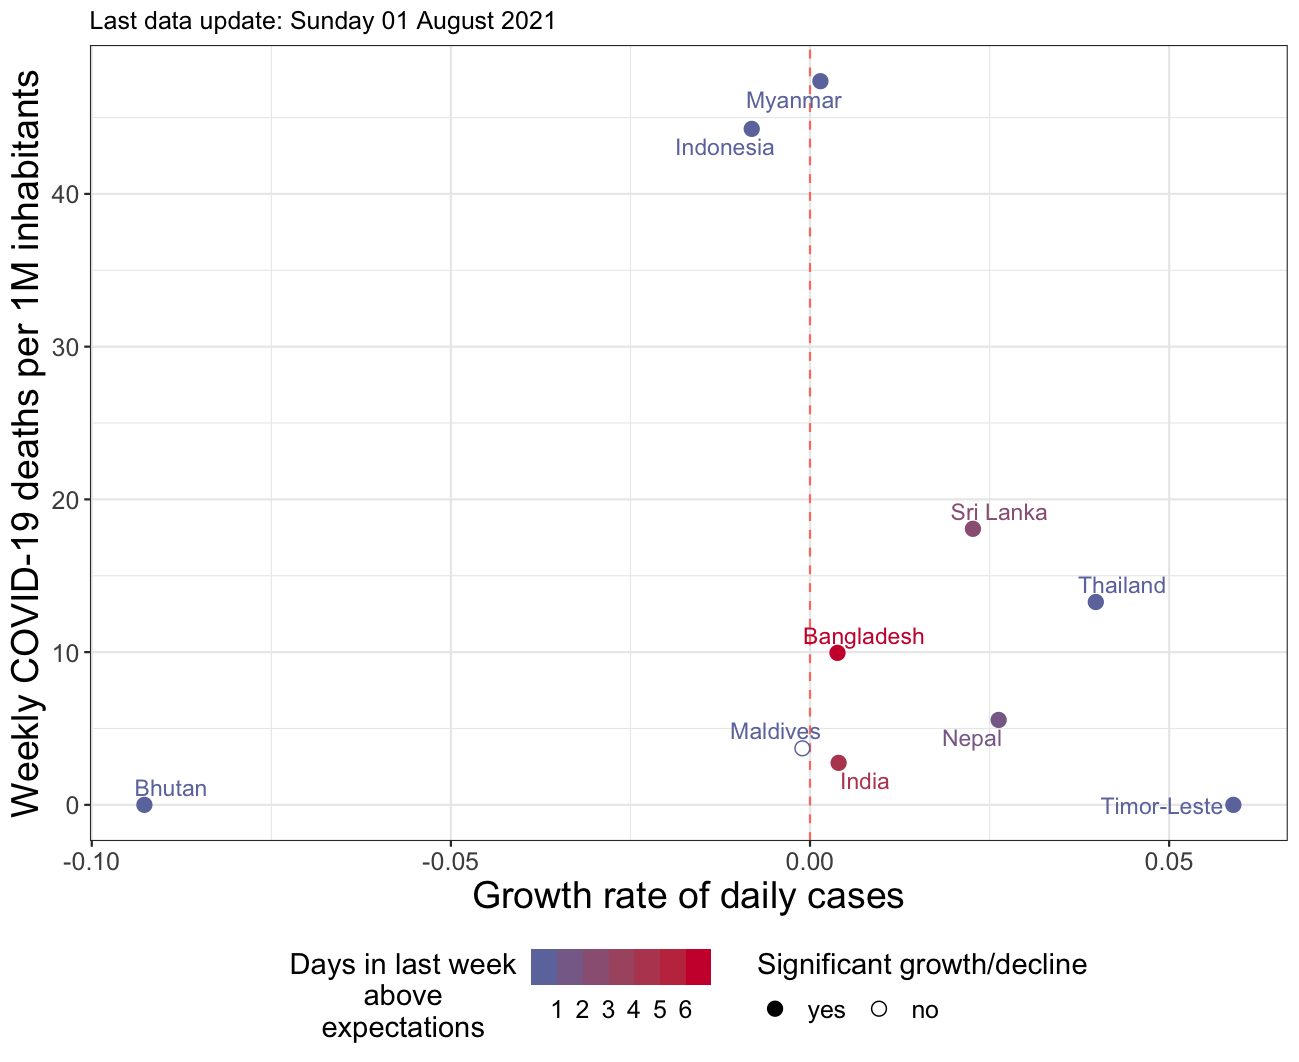 Last data update: Sunday 01 August 2021
Weekly COVID-19 deaths per 1M inhabitants
40
30
20
10
0
Myanmar
Indonesia
Sri Lanka
Thailand
Bangladesh
Nepal
Maldives
India
Bhutan
Timor-Leste
-0.10 -0.05 0.00 0.05
Growth rate of daily cases
Days in last week
above
expectations
1 2 3 4 5 6
Significant growth/decline
yes no